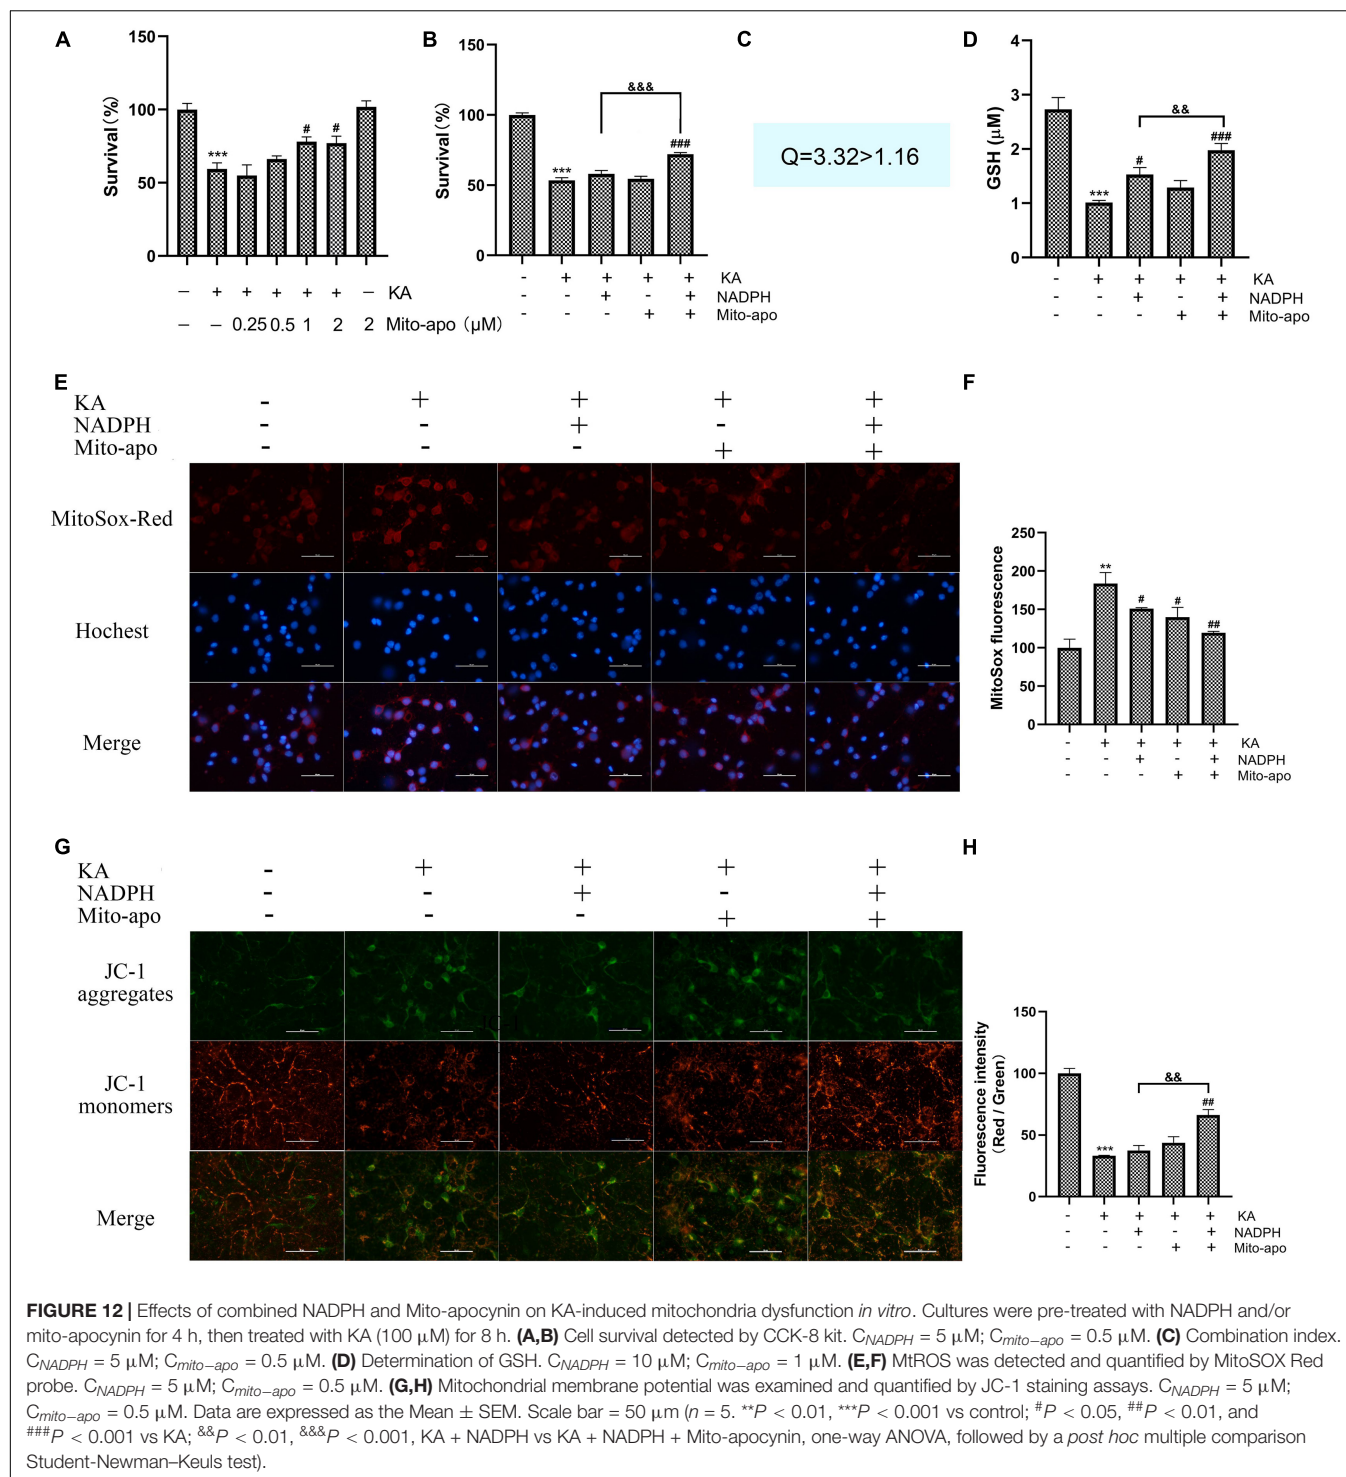 A
150
100
50
0
Survival (%)
***
#
#
– + + + + + – KA
– – 0.25 0.5 1 2 2 Mito-apo (μM)
B
150
100
50
0
Survival (%)
***
&&&
###
- + + + + KA
- - + - + NADPH
- - - + + Mito-apo
C
Q=3.32>1.16
D
4
3
2
1
0
GSH (μM)
***
#
&&
###
- + + + + KA
- - + - + NADPH
- - - + + Mito-apo
E
KA - + + + +
NADPH - - + - +
Mito-apo - - - + +
MitoSox-Red
Hochest
Merge
F
250
200
150
100
50
0
MitoSox fluorescence
**
#
#
##
- + + + + KA
- - + - + NADPH
- - - + + Mito-apo
G
KA - + + + +
NADPH - - + - +
Mito-apo - - - + +
JC-1
aggregates
JC-1
monomers
Merge
H
150
100
50
0
Fluorescence intensity
(Red / Green)
***
&&
##
- + + + + KA
- - + - + NADPH
- - - + + Mito-apo
FIGURE 12 | Effects of combined NADPH and Mito-apocynin on KA-induced mitochondria dysfunction in vitro. Cultures were pre-treated with NADPH and/or
mito-apocynin for 4 h, then treated with KA (100 μM) for 8 h. (A,B) Cell survival detected by CCK-8 kit. C_NADPH = 5 μM; C_mito−apo = 0.5 μM. (C) Combination index.
C_NADPH = 5 μM; C_mito−apo = 0.5 μM. (D) Determination of GSH. C_NADPH = 10 μM; C_mito−apo = 1 μM. (E,F) MtROS was detected and quantified by MitoSOX Red
probe. C_NADPH = 5 μM; C_mito−apo = 0.5 μM. (G,H) Mitochondrial membrane potential was examined and quantified by JC-1 staining assays. C_NADPH = 5 μM;
C_mito−apo = 0.5 μM. Data are expressed as the Mean ± SEM. Scale bar = 50 μm (n = 5. **P < 0.01, ***P < 0.001 vs control; #P < 0.05, ##P < 0.01, and
###P < 0.001 vs KA; &&P < 0.01, &&&P < 0.001, KA + NADPH vs KA + NADPH + Mito-apocynin, one-way ANOVA, followed by a post hoc multiple comparison
Student-Newman–Keuls test).